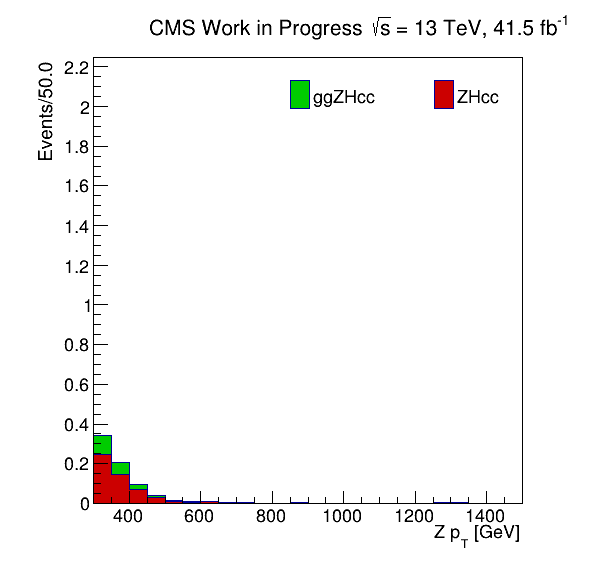 CMS Work in Progress √s = 13 TeV, 41.5 fb⁻¹
Events/50.0
2.2
2
1.8
1.6
1.4
1.2
1
0.8
0.6
0.4
0.2
0
ggZHcc ZHcc
400 600 800 1000 1200 1400
Z p_T [GeV]